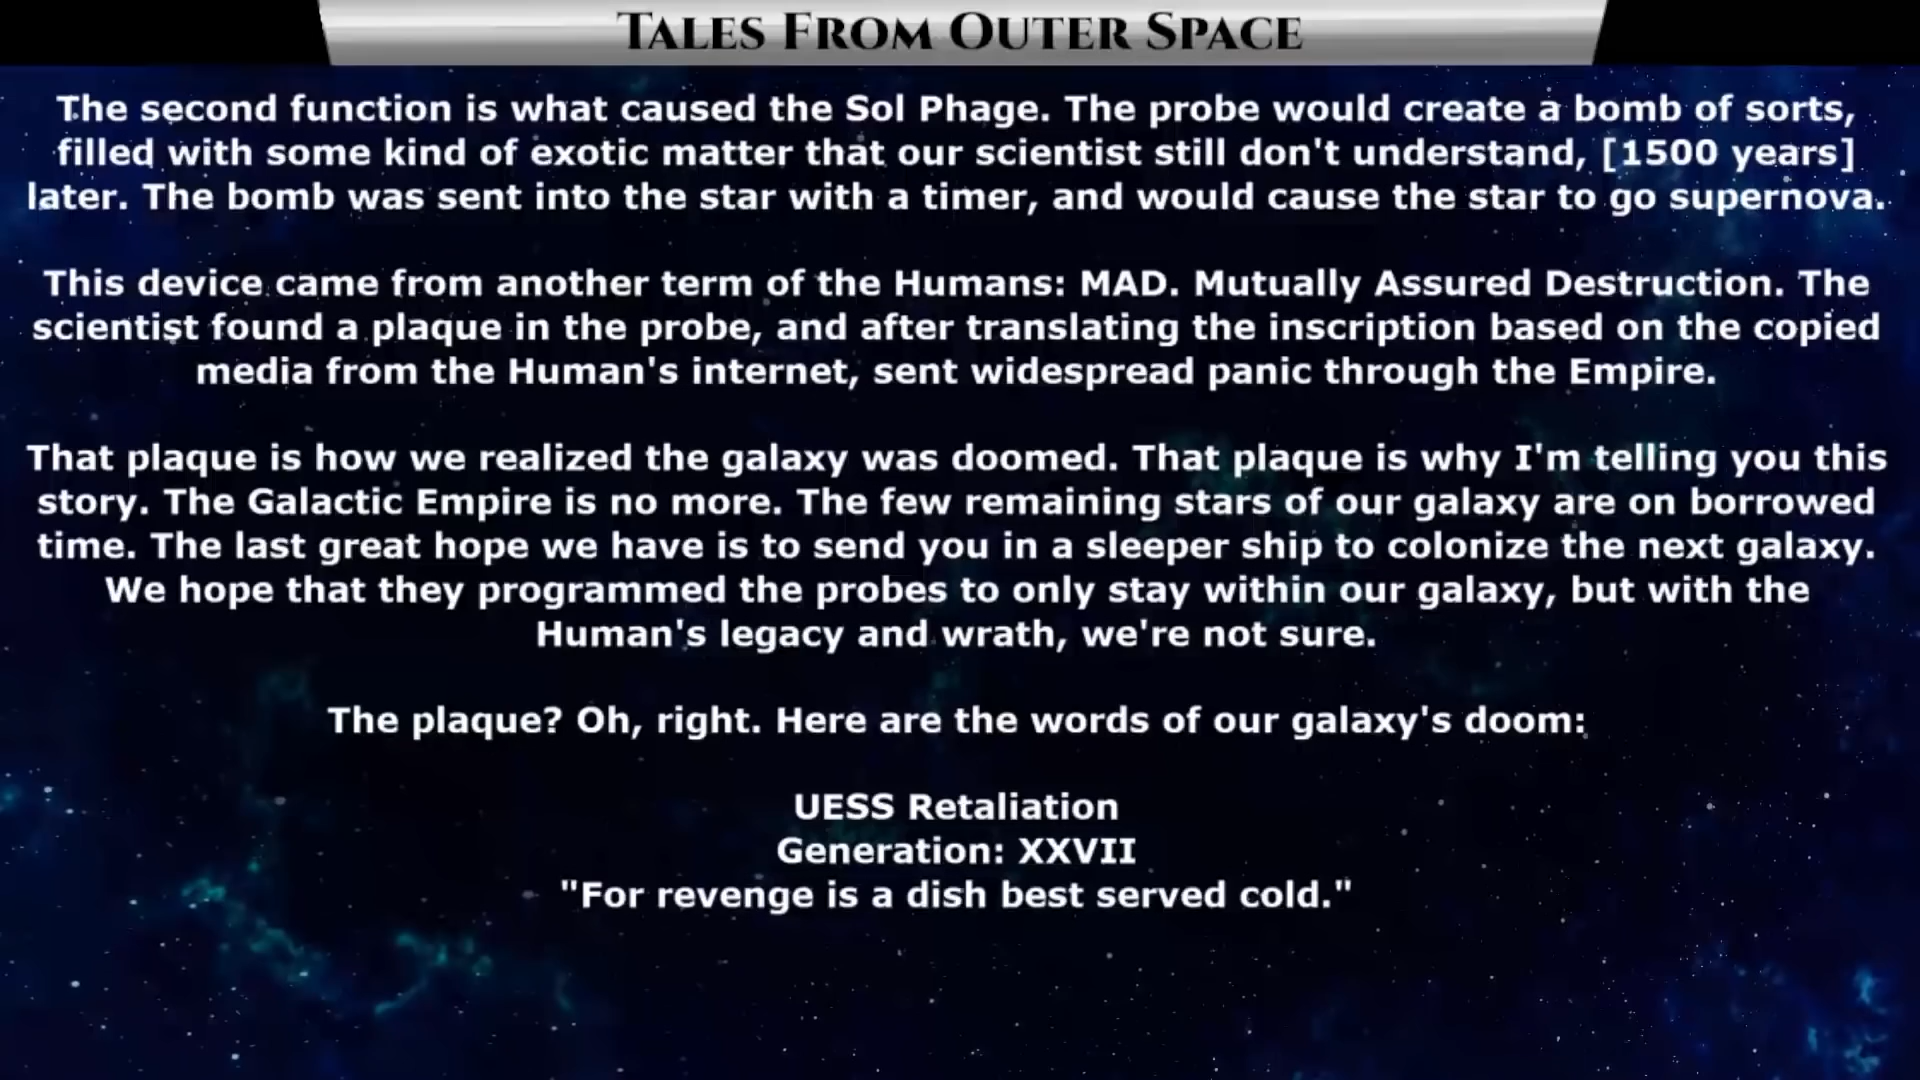 Tales From Outer Space
The second function is what caused the Sol Phage. The probe would create a bomb of sorts,
filled with some kind of exotic matter that our scientist still don't understand, [1500 years]
later. The bomb was sent into the star with a timer, and would cause the star to go supernova.
This device came from another term of the Humans: MAD. Mutually Assured Destruction. The
scientist found a plaque in the probe, and after translating the inscription based on the copied
media from the Human's internet, sent widespread panic through the Empire.
That plaque is how we realized the galaxy was doomed. That plaque is why I'm telling you this
story. The Galactic Empire is no more. The few remaining stars of our galaxy are on borrowed
time. The last great hope we have is to send you in a sleeper ship to colonize the next galaxy.
We hope that they programmed the probes to only stay within our galaxy, but with the
Human's legacy and wrath, we're not sure.
The plaque? Oh, right. Here are the words of our galaxy's doom:
UESS Retaliation
Generation: XXVII
"For revenge is a dish best served cold."